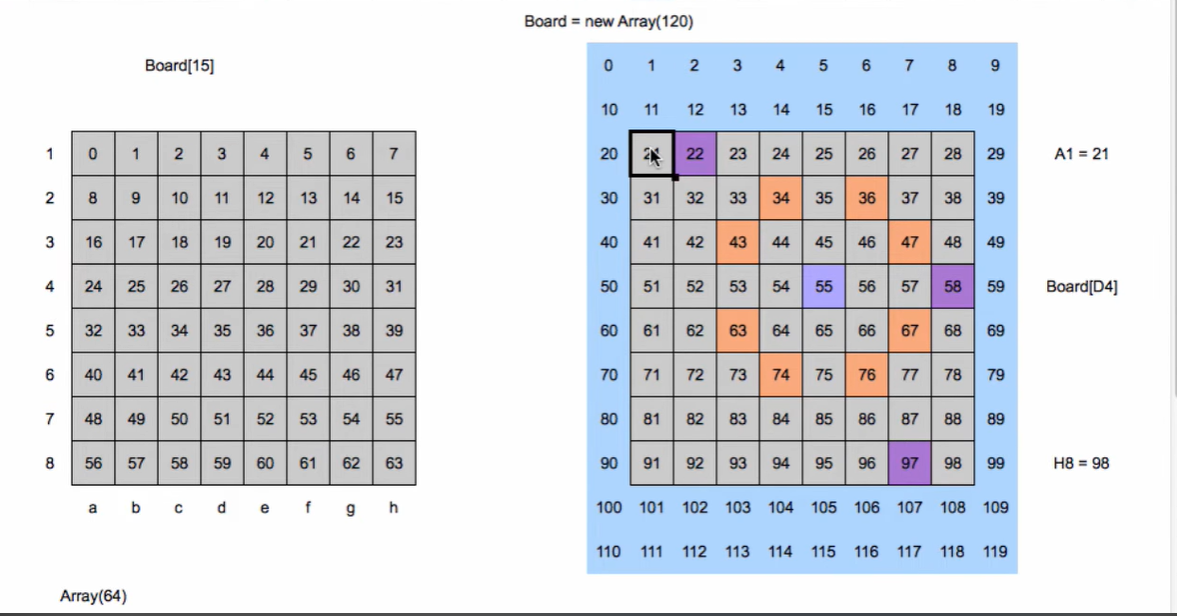 Board = new Array(120)
Board[15]
0 1 2 3 4 5 6 7 8 9
10 11 12 13 14 15 16 17 18 19
1 0 1 2 3 4 5 6 7 20 21 22 23 24 25 26 27 28 29 A1 = 21
2 8 9 10 11 12 13 14 15 30 31 32 33 34 35 36 37 38 39
3 16 17 18 19 20 21 22 23 40 41 42 43 44 45 46 47 48 49
4 24 25 26 27 28 29 30 31 50 51 52 53 54 55 56 57 58 59 Board[D4]
5 32 33 34 35 36 37 38 39 60 61 62 63 64 65 66 67 68 69
6 40 41 42 43 44 45 46 47 70 71 72 73 74 75 76 77 78 79
7 48 49 50 51 52 53 54 55 80 81 82 83 84 85 86 87 88 89
8 56 57 58 59 60 61 62 63 90 91 92 93 94 95 96 97 98 99 H8 = 98
a b c d e f g h 100 101 102 103 104 105 106 107 108 109
110 111 112 113 114 115 116 117 118 119
Array(64)